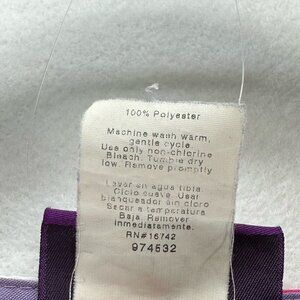 100% Polyester
Machine wash warm,
gentle cycle.
Use only non-chlorine
Bleach. Tumble dry
low. Remove promptly
Lavar en agua tibia.
Ciclo suave. Usar
blanqueador sin cloro
Secar a temperatura
Baja. Remover
inmediatamente.
RN#16742
974532